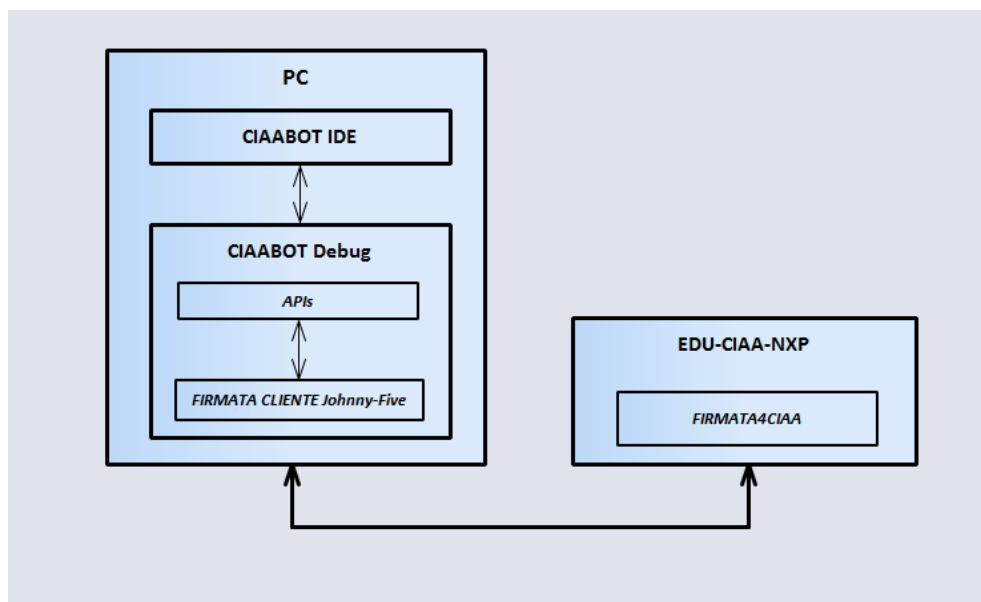 PC
CIAABOT IDE
CIAABOT Debug
APIs
FIRMATA CLIENTE Johnny-Five
EDU-CIAA-NXP
FIRMATA4CIAA